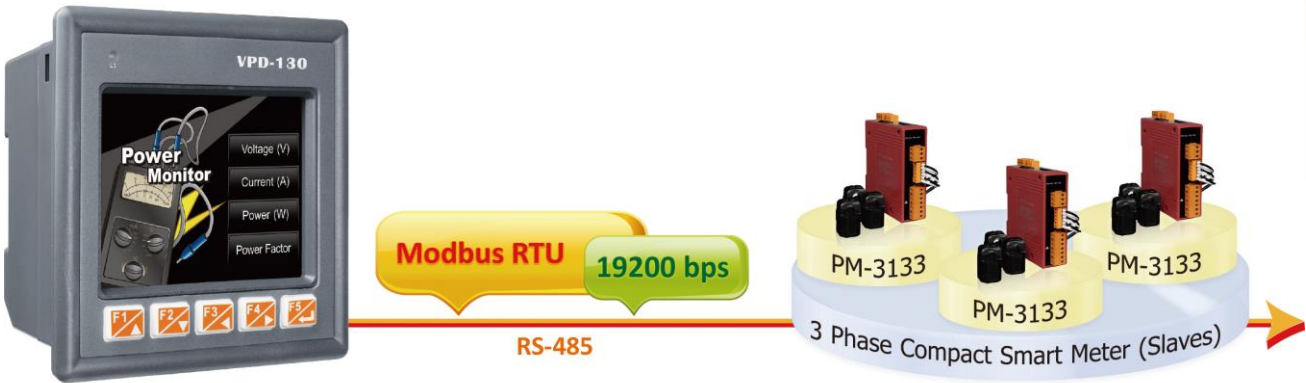 VPD-130
Power
Monitor
Voltage (V)
Current (A)
Power (W)
Power Factor
F1
F2
F3
F4
F5
Modbus RTU
19200 bps
RS-485
PM-3133
PM-3133
PM-3133
3 Phase Compact Smart Meter (Slaves)